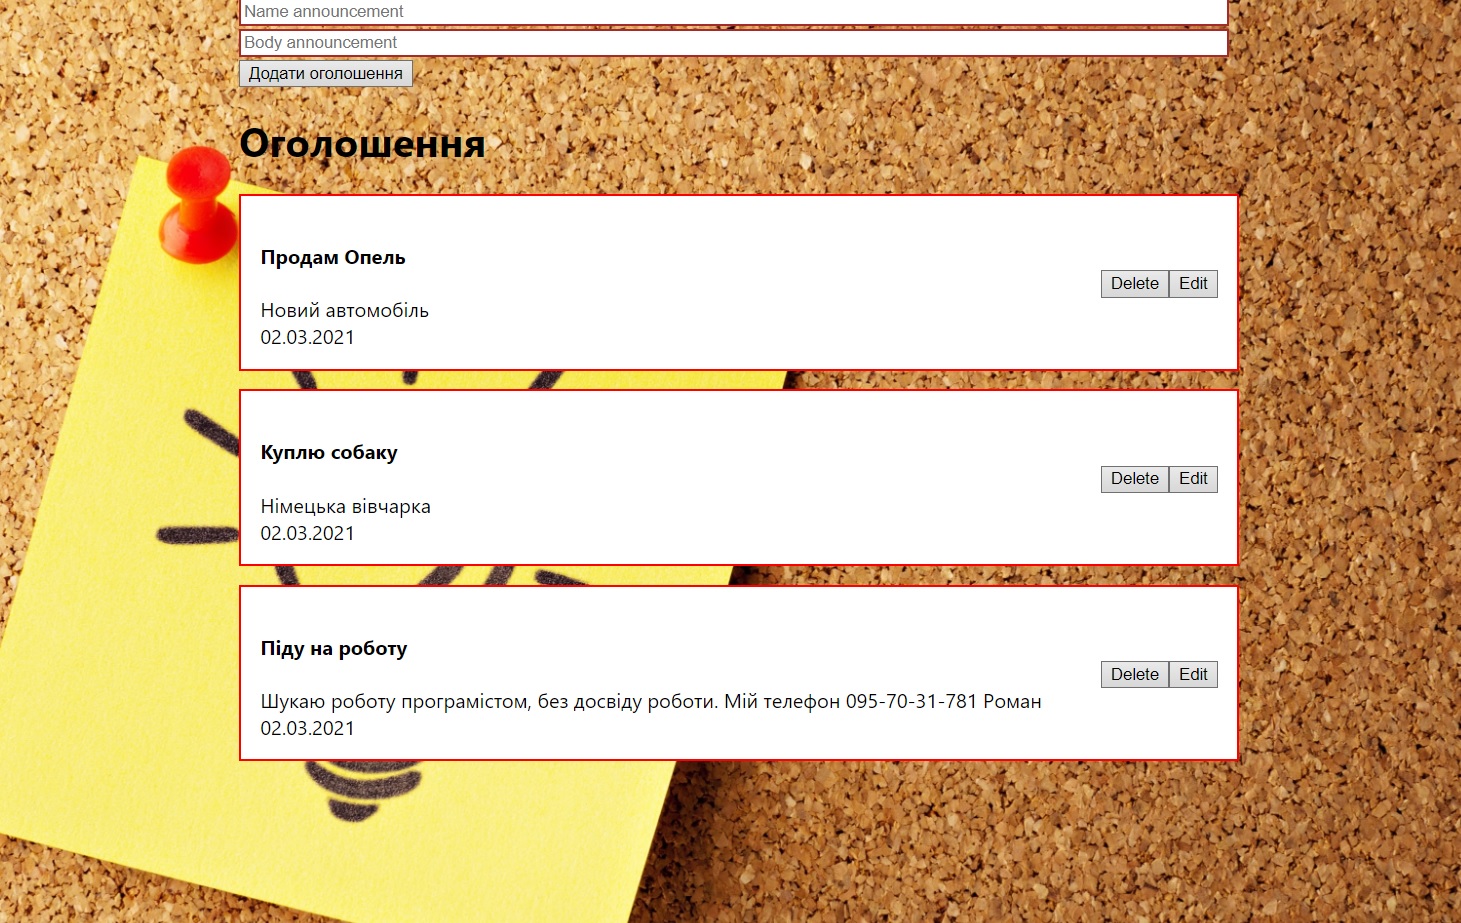 Name announcement
Body announcement
Додати оголошення
Оголошення
Продам Опель
Новий автомобіль
02.03.2021
Delete Edit
Куплю собаку
Німецька вівчарка
02.03.2021
Delete Edit
Піду на роботу
Шукаю роботу програмістом, без досвіду роботи. Мій телефон 095-70-31-781 Роман
02.03.2021
Delete Edit